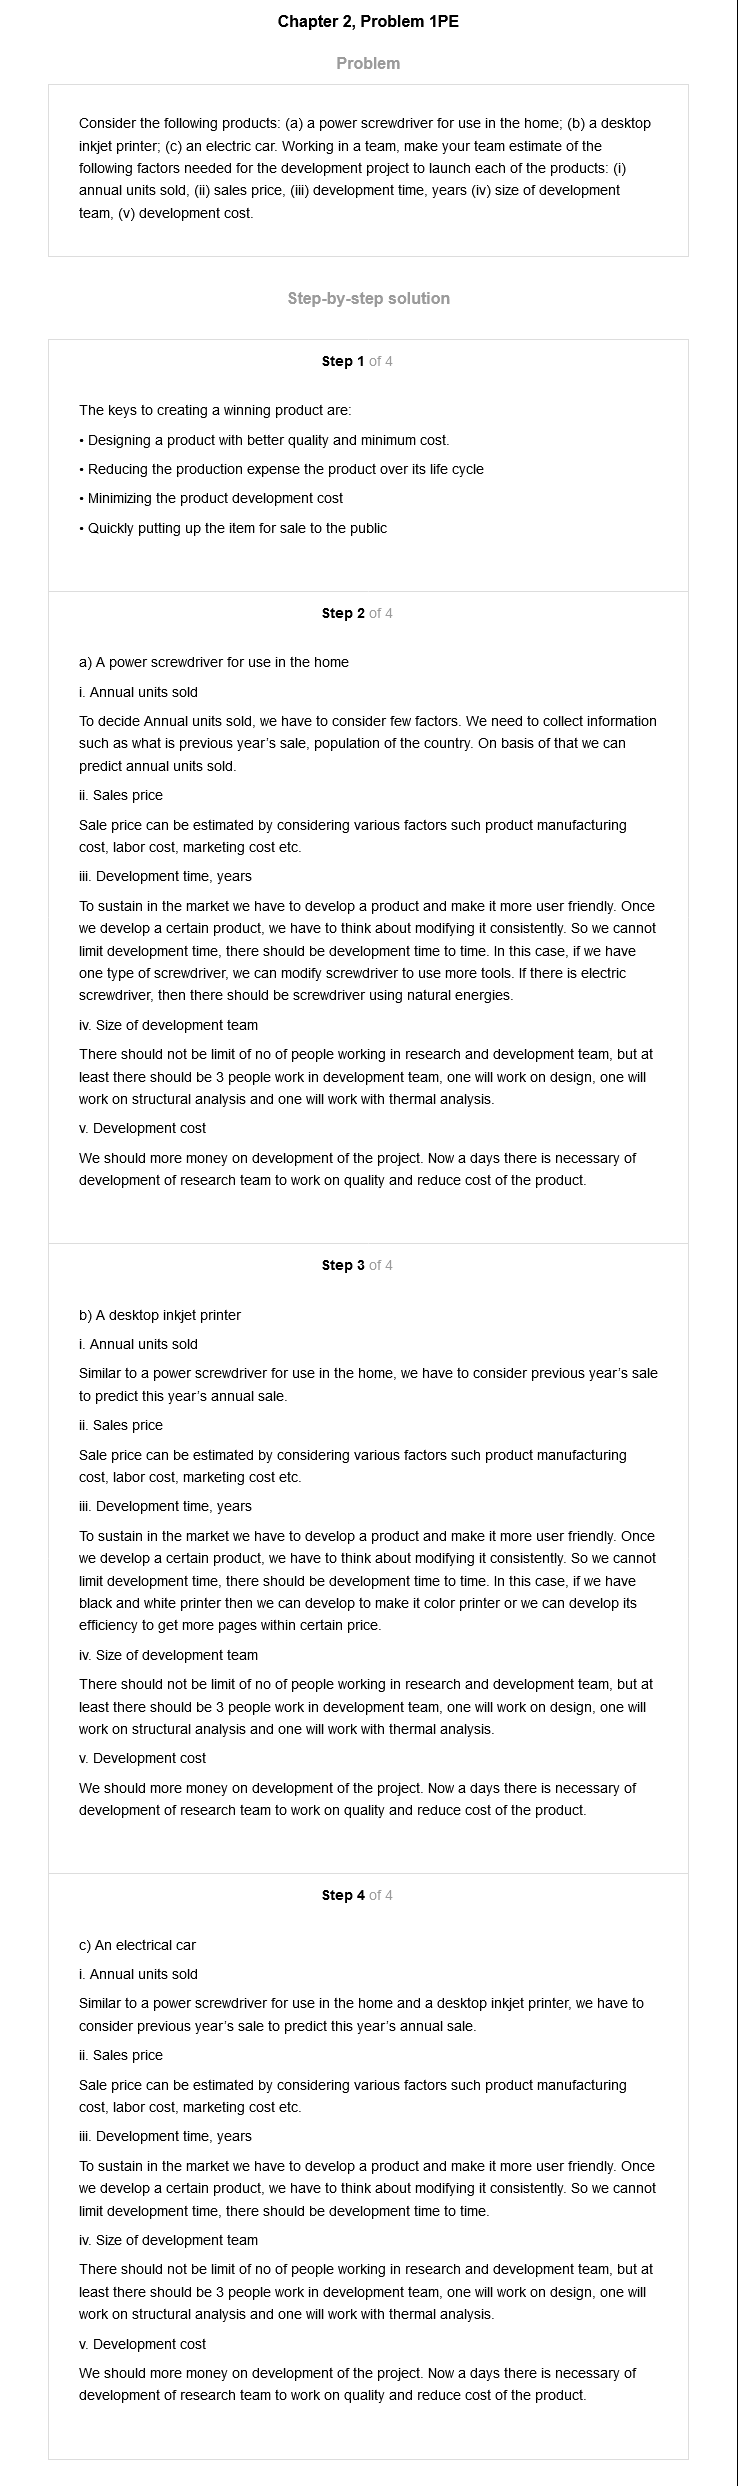 Chapter 2, Problem 1PE
Problem
Consider the following products: (a) a power screwdriver for use in the home; (b) a desktop
inkjet printer; (c) an electric car. Working in a team, make your team estimate of the
following factors needed for the development project to launch each of the products: (i)
annual units sold, (ii) sales price, (iii) development time, years (iv) size of development
team, (v) development cost.
Step-by-step solution
Step 1 of 4
The keys to creating a winning product are:
• Designing a product with better quality and minimum cost.
• Reducing the production expense the product over its life cycle
• Minimizing the product development cost
• Quickly putting up the item for sale to the public
Step 2 of 4
a) A power screwdriver for use in the home
i. Annual units sold
To decide Annual units sold, we have to consider few factors. We need to collect information
such as what is previous year's sale, population of the country. On basis of that we can
predict annual units sold.
ii. Sales price
Sale price can be estimated by considering various factors such product manufacturing
cost, labor cost, marketing cost etc.
iii. Development time, years
To sustain in the market we have to develop a product and make it more user friendly. Once
we develop a certain product, we have to think about modifying it consistently. So we cannot
limit development time, there should be development time to time. In this case, if we have
one type of screwdriver, we can modify screwdriver to use more tools. If there is electric
screwdriver, then there should be screwdriver using natural energies.
iv. Size of development team
There should not be limit of no of people working in research and development team, but at
least there should be 3 people work in development team, one will work on design, one will
work on structural analysis and one will work with thermal analysis.
v. Development cost
We should more money on development of the project. Now a days there is necessary of
development of research team to work on quality and reduce cost of the product.
Step 3 of 4
b) A desktop inkjet printer
i. Annual units sold
Similar to a power screwdriver for use in the home, we have to consider previous year's sale
to predict this year's annual sale.
ii. Sales price
Sale price can be estimated by considering various factors such product manufacturing
cost, labor cost, marketing cost etc.
iii. Development time, years
To sustain in the market we have to develop a product and make it more user friendly. Once
we develop a certain product, we have to think about modifying it consistently. So we cannot
limit development time, there should be development time to time. In this case, if we have
black and white printer then we can develop to make it color printer or we can develop its
efficiency to get more pages within certain price.
iv. Size of development team
There should not be limit of no of people working in research and development team, but at
least there should be 3 people work in development team, one will work on design, one will
work on structural analysis and one will work with thermal analysis.
v. Development cost
We should more money on development of the project. Now a days there is necessary of
development of research team to work on quality and reduce cost of the product.
Step 4 of 4
c) An electrical car
i. Annual units sold
Similar to a power screwdriver for use in the home and a desktop inkjet printer, we have to
consider previous year's sale to predict this year's annual sale.
ii. Sales price
Sale price can be estimated by considering various factors such product manufacturing
cost, labor cost, marketing cost etc.
iii. Development time, years
To sustain in the market we have to develop a product and make it more user friendly. Once
we develop a certain product, we have to think about modifying it consistently. So we cannot
limit development time, there should be development time to time.
iv. Size of development team
There should not be limit of no of people working in research and development team, but at
least there should be 3 people work in development team, one will work on design, one will
work on structural analysis and one will work with thermal analysis.
v. Development cost
We should more money on development of the project. Now a days there is necessary of
development of research team to work on quality and reduce cost of the product.